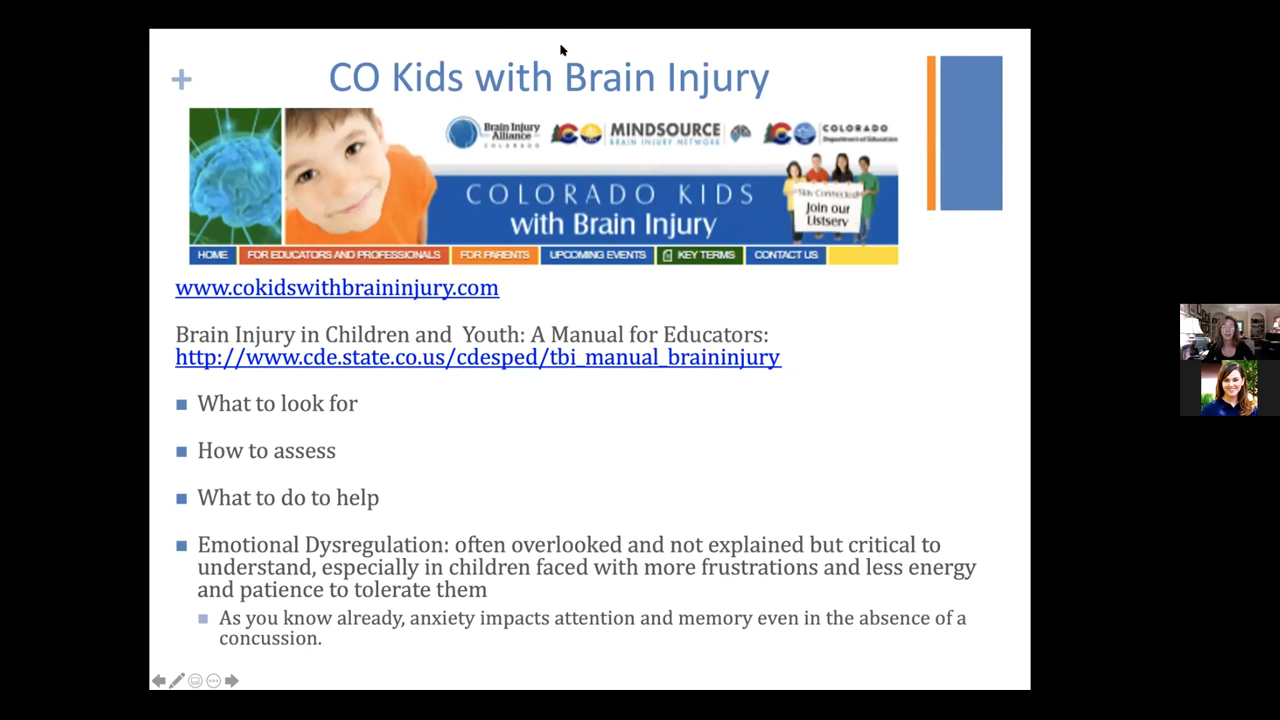 +
CO Kids with Brain Injury
Brain Injury
Alliance
COLORADO
MINDSOURCE
BRAIN INJURY NETWORK
COLORADO
Department of Education
COLORADO KIDS
with Brain Injury
Stay Connected!
Join our
Listserv
HOME
FOR EDUCATORS AND PROFESSIONALS
FOR PARENTS
UPCOMING EVENTS
KEY TERMS
CONTACT US
www.cokidswithbraininjury.com
Brain Injury in Children and  Youth: A Manual for Educators:
http://www.cde.state.co.us/cdesped/tbi_manual_braininjury
What to look for
How to assess
What to do to help
Emotional Dysregulation: often overlooked and not explained but critical to
understand, especially in children faced with more frustrations and less energy
and patience to tolerate them
As you know already, anxiety impacts attention and memory even in the absence of a
concussion.